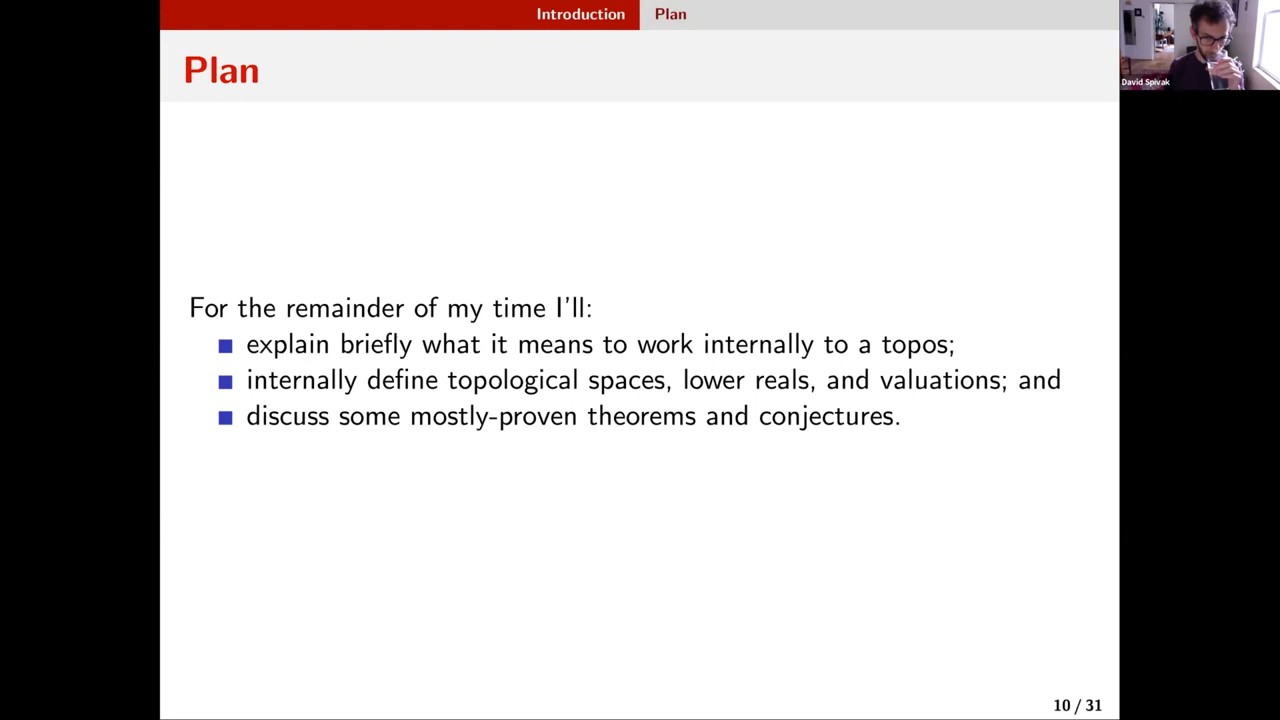 Introduction Plan
Plan
For the remainder of my time I'll:
explain briefly what it means to work internally to a topos;
internally define topological spaces, lower reals, and valuations; and
discuss some mostly-proven theorems and conjectures.
10 / 31
David Spivak